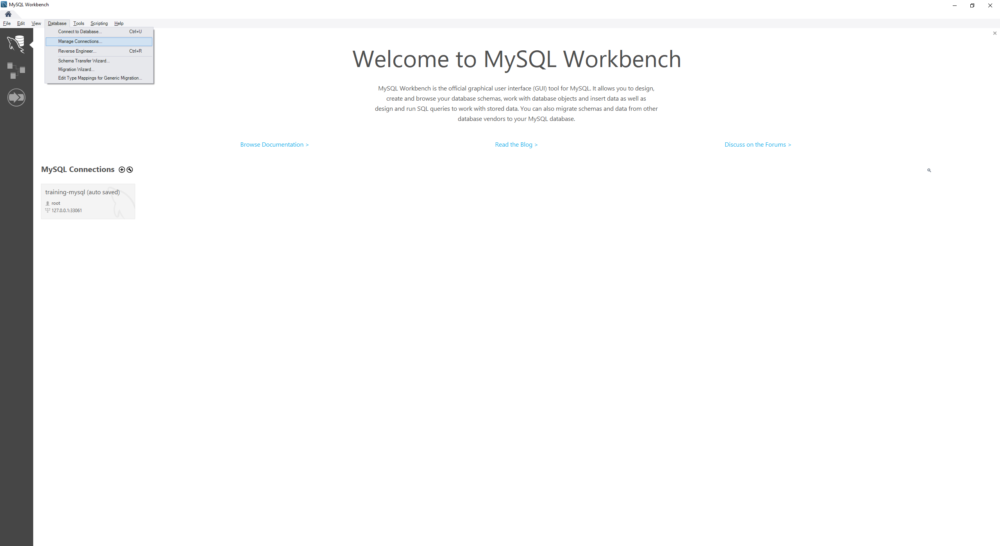 MySQL Workbench
File Edit View Database Tools Scripting Help
Connect to Database... Ctrl+U
Manage Connections...
Reverse Engineer... Ctrl+R
Schema Transfer Wizard...
Migration Wizard...
Edit Type Mappings for Generic Migration...
Welcome to MySQL Workbench
MySQL Workbench is the official graphical user interface (GUI) tool for MySQL. It allows you to design,
create and browse your database schemas, work with database objects and insert data as well as
design and run SQL queries to work with stored data. You can also migrate schemas and data from other
database vendors to your MySQL database.
Browse Documentation > Read the Blog > Discuss on the Forums >
MySQL Connections
training-mysql (auto saved)
root
127.0.0.1:33061